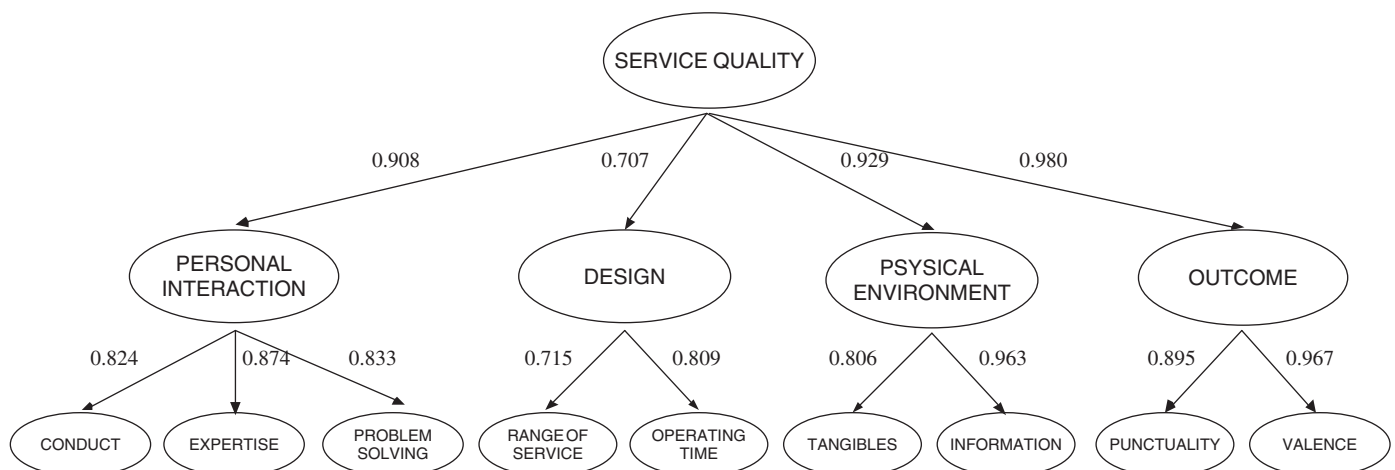 SERVICE QUALITY
0.908
0.707
0.929
0.980
PERSONAL
INTERACTION
DESIGN
PSYSICAL
ENVIRONMENT
OUTCOME
0.824
0.874
0.833
0.715
0.809
0.806
0.963
0.895
0.967
CONDUCT
EXPERTISE
PROBLEM
SOLVING
RANGE OF
SERVICE
OPERATING
TIME
TANGIBLES
INFORMATION
PUNCTUALITY
VALENCE